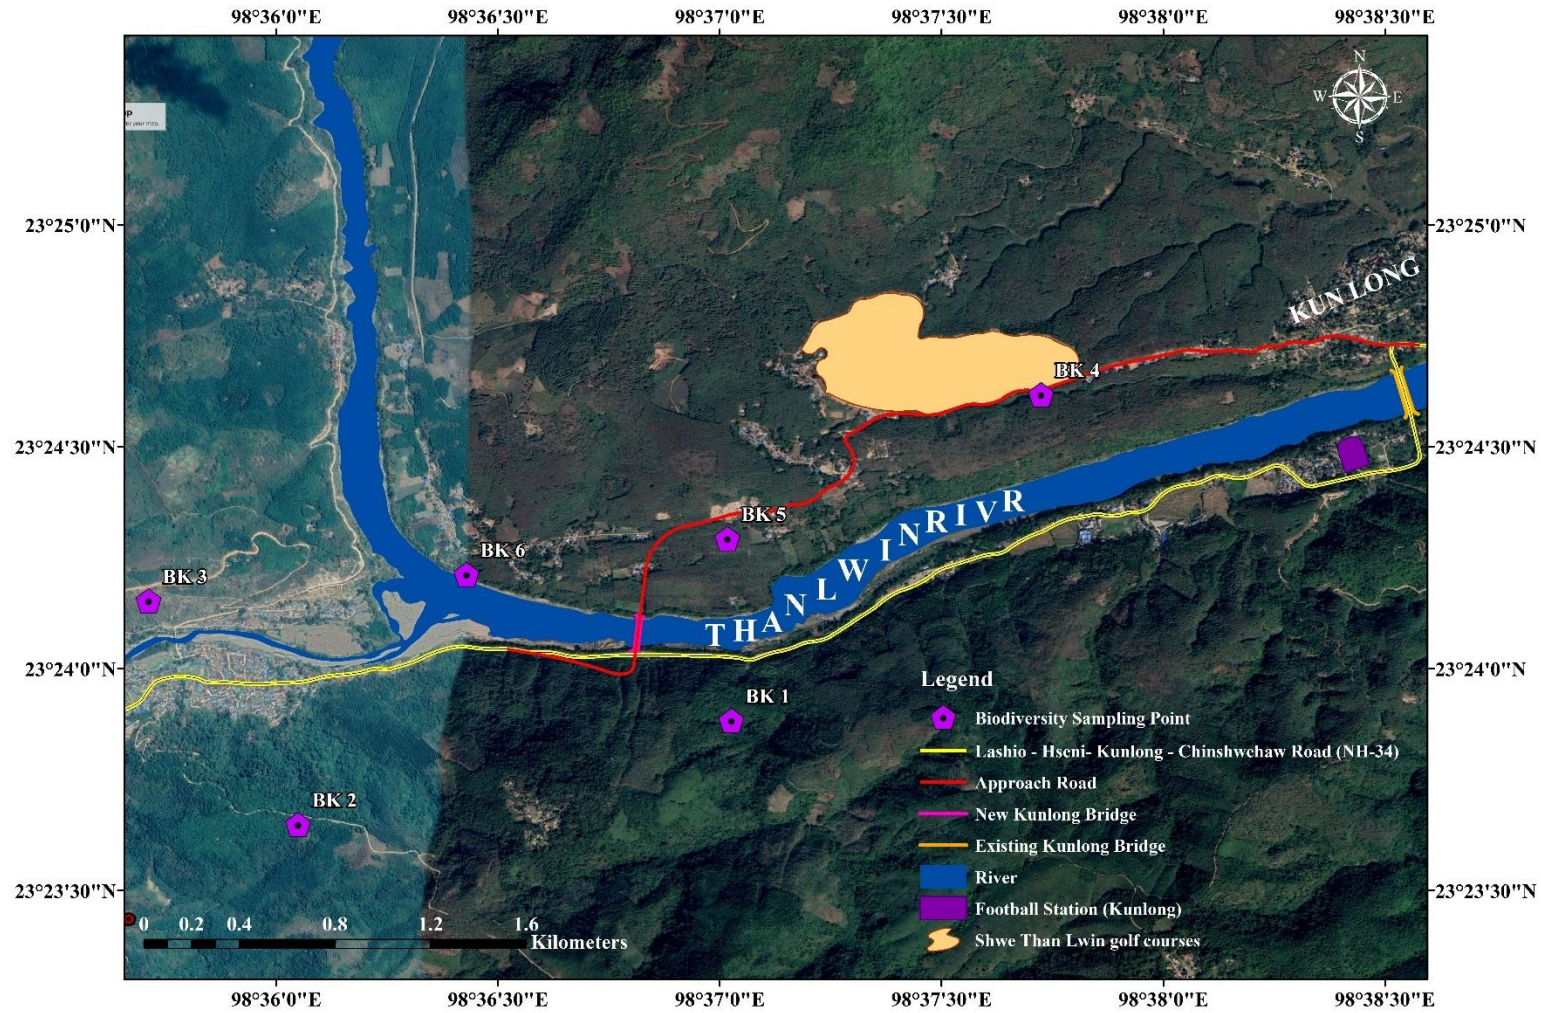 98°36'0"E 98°36'30"E 98°37'0"E 98°37'30"E 98°38'0"E 98°38'30"E
N
W E
S
OP
for your map.
23°25'0"N 23°25'0"N
KUN LONG
BK 4
23°24'30"N 23°24'30"N
THANLWINRIVR
BK 5
BK 6
BK 3
23°24'0"N 23°24'0"N
BK 1
BK 2
Legend
Biodiversity Sampling Point
Lashio - Hseni- Kunlong - Chinshwchaw Road (NH-34)
Approach Road
New Kunlong Bridge
Existing Kunlong Bridge
River
Football Station (Kunlong)
Shwe Than Lwin golf courses
23°23'30"N 23°23'30"N
0 0.2 0.4 0.8 1.2 1.6
Kilometers
98°36'0"E 98°36'30"E 98°37'0"E 98°37'30"E 98°38'0"E 98°38'30"E